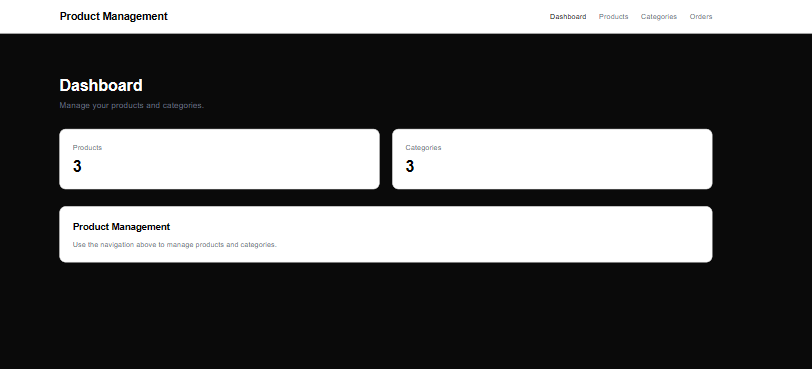 Product Management
Dashboard Products Categories Orders
Dashboard
Manage your products and categories.
Products
3
Categories
3
Product Management
Use the navigation above to manage products and categories.